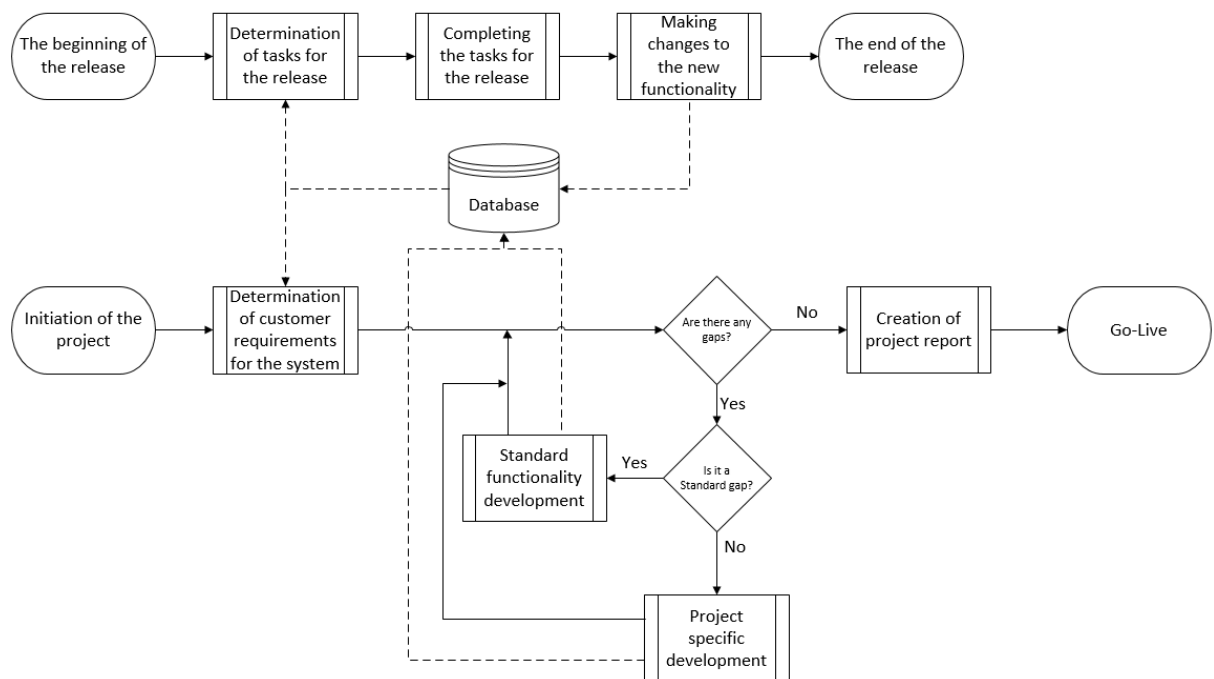 The beginning of
the release
Determination
of tasks for
the release
Completing
the tasks for
the release
Making
changes to
the new
functionality
The end of the
release
Database
Initiation of the
project
Determination
of customer
requirements
for the system
Are there any
gaps?
No
Creation of
project report
Go-Live
Yes
Standard
functionality
development
Yes
Is it a
Standard gap?
No
Project
specific
development